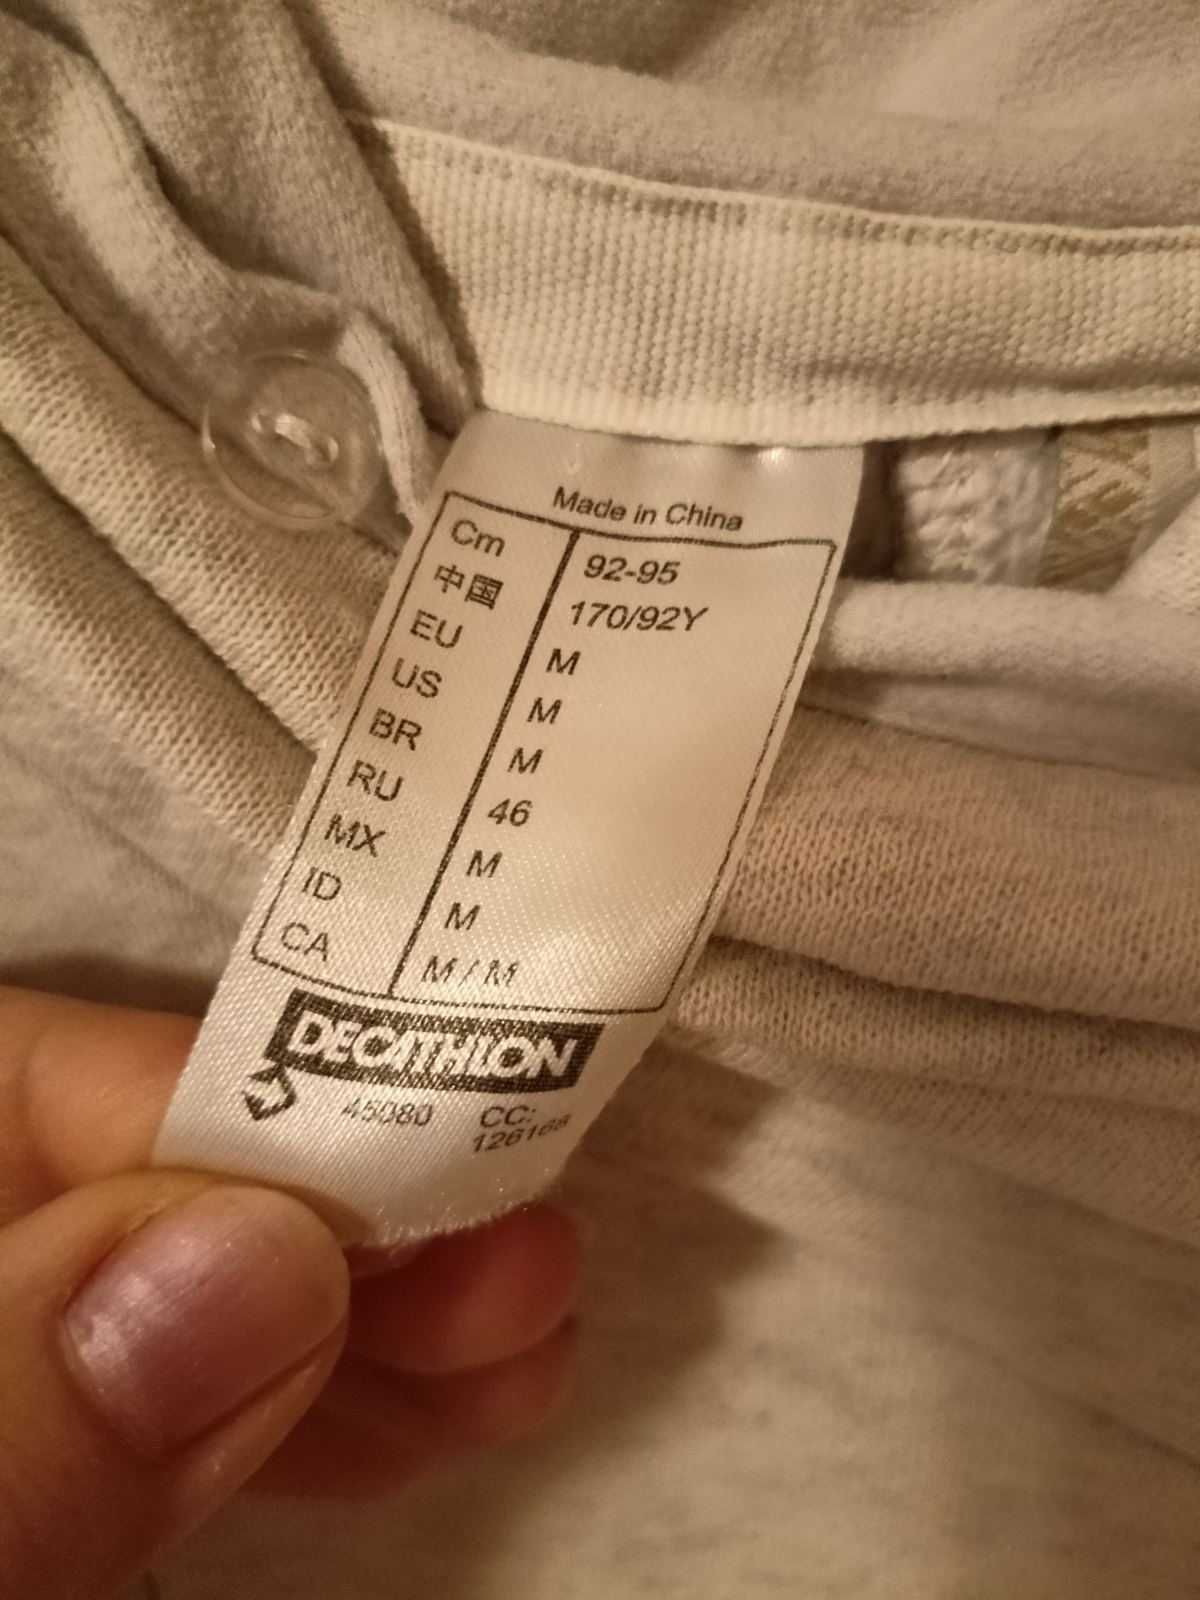 Made in China
Cm 92-95
中国 170/92Y
EU M
US M
BR M
RU 46
MX M
ID M
CA M / M
DECATHLON
45080 CC:
126168